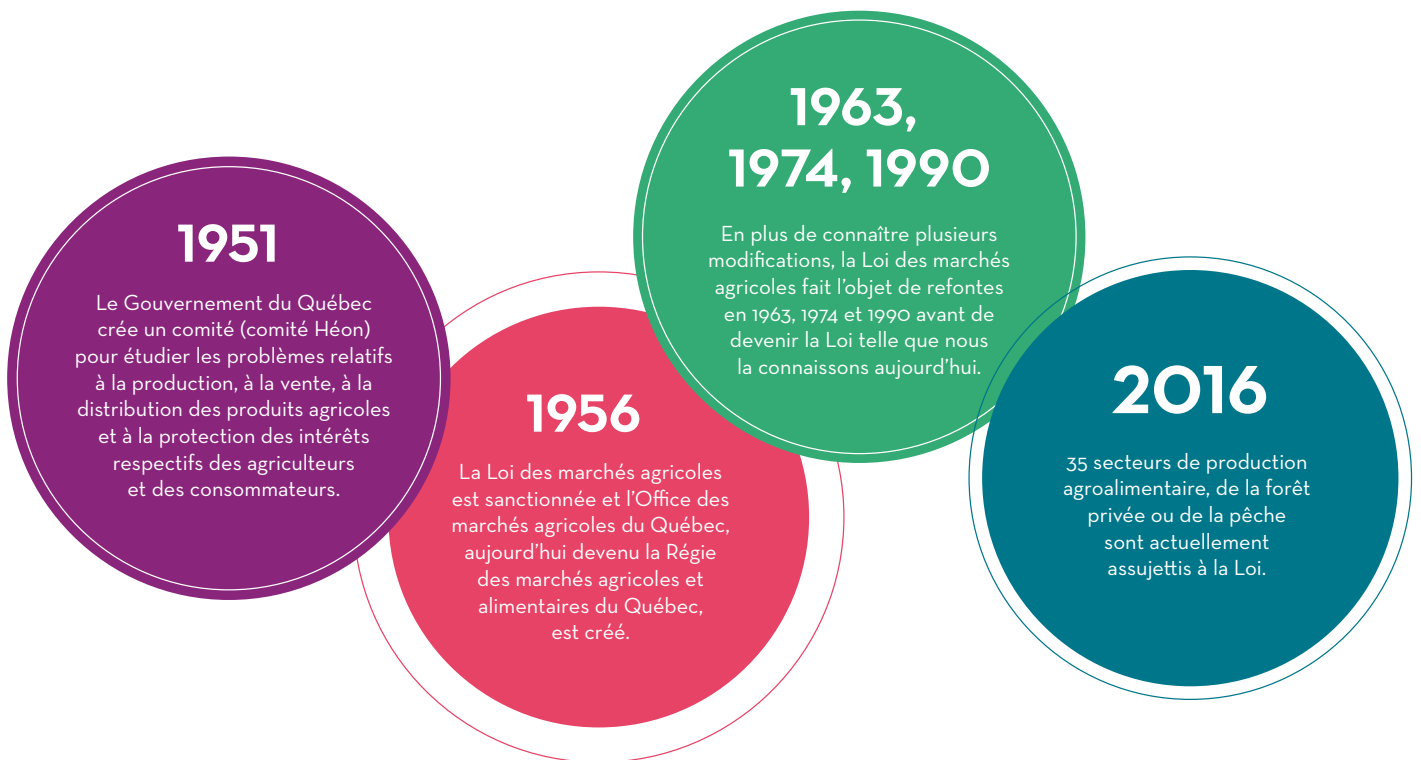 1951
Le Gouvernement du Québec
crée un comité (comité Héon)
pour étudier les problèmes relatifs
à la production, à la vente, à la
distribution des produits agricoles
et à la protection des intérêts
respectifs des agriculteurs
et des consommateurs.
1956
La Loi des marchés agricoles
est sanctionnée et l'Office des
marchés agricoles du Québec,
aujourd'hui devenu la Régie
des marchés agricoles et
alimentaires du Québec,
est créé.
1963,
1974, 1990
En plus de connaître plusieurs
modifications, la Loi des marchés
agricoles fait l'objet de refontes
en 1963, 1974 et 1990 avant de
devenir la Loi telle que nous
la connaissons aujourd'hui.
2016
35 secteurs de production
agroalimentaire, de la forêt
privée ou de la pêche
sont actuellement
assujettis à la Loi.